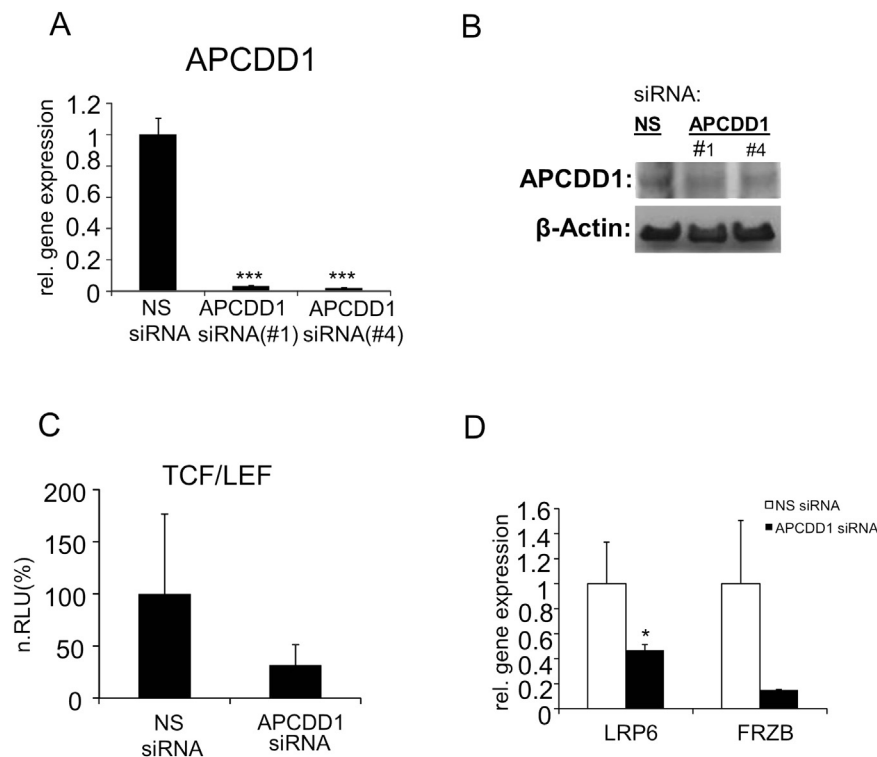 A
APCDD1
rel. gene expression
1.2
1
0.8
0.6
0.4
0.2
0
***
***
NS
siRNA
APCDD1
siRNA(#1)
APCDD1
siRNA(#4)
B
siRNA:
NS APCDD1
#1 #4
APCDD1:
β-Actin:
C
TCF/LEF
n.RLU(%)
200
150
100
50
0
NS
siRNA
APCDD1
siRNA
D
NS siRNA
APCDD1 siRNA
rel. gene expression
1.6
1.4
1.2
1
0.8
0.6
0.4
0.2
0
*
LRP6
FRZB